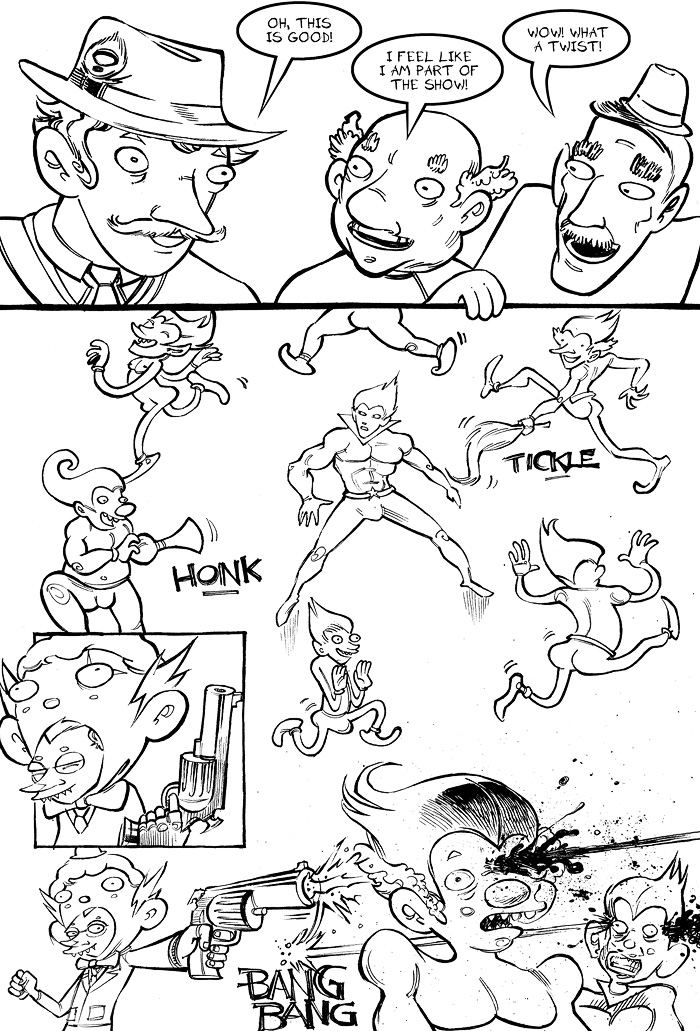 OH, THIS
IS GOOD!
I FEEL LIKE
I AM PART OF
THE SHOW!
WOW! WHAT
A TWIST!
TICKLE
HONK
BANG
BANG